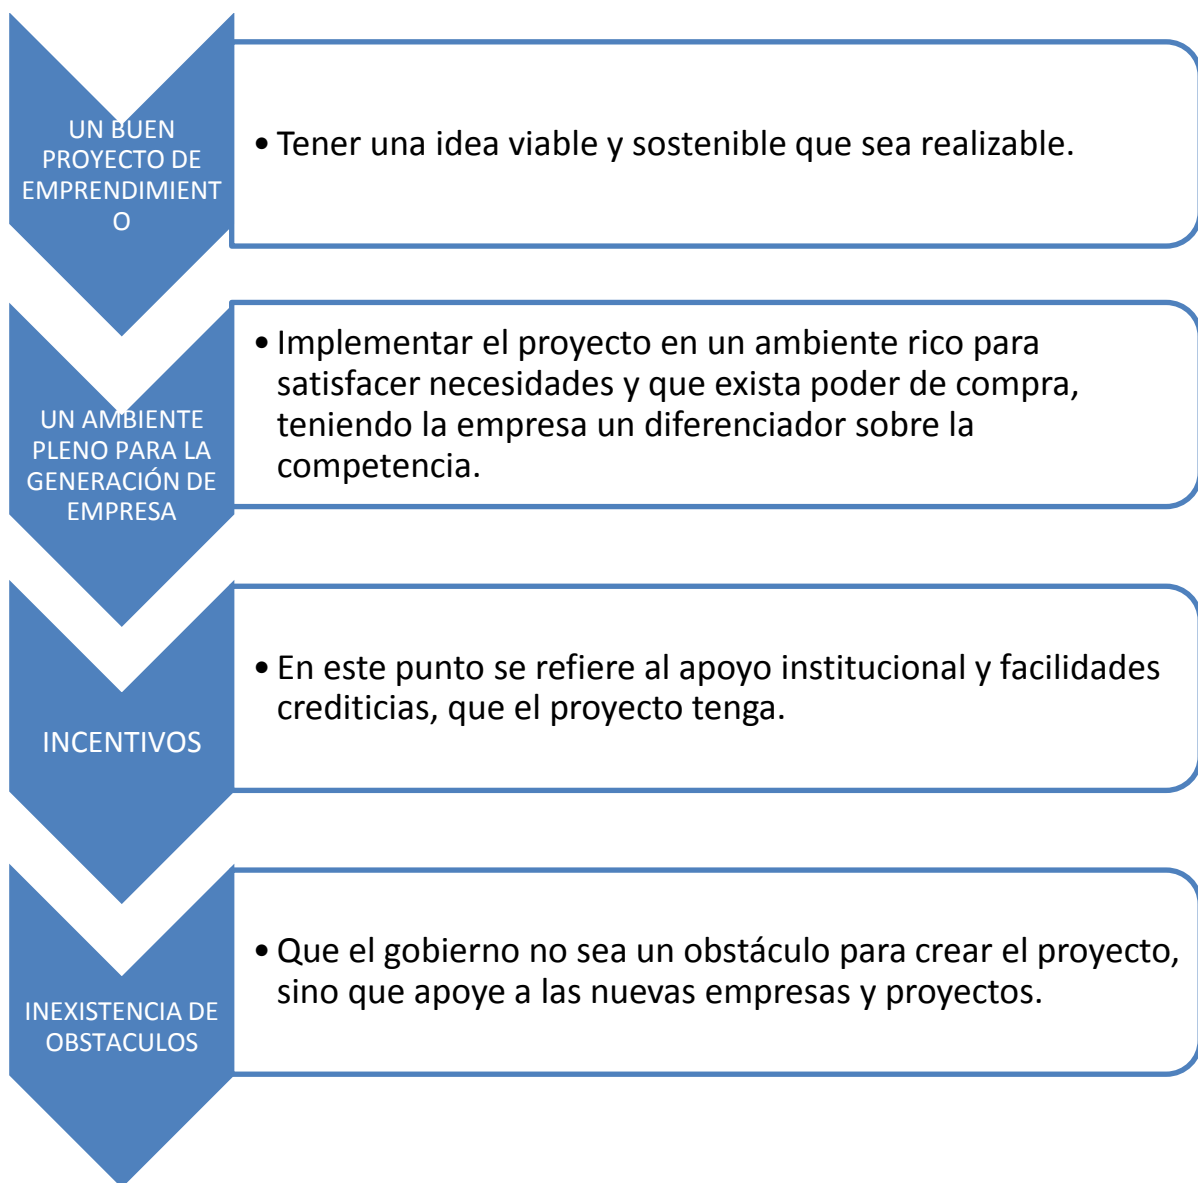 UN BUEN
PROYECTO DE
EMPRENDIMIENT
O
• Tener una idea viable y sostenible que sea realizable.
UN AMBIENTE
PLENO PARA LA
GENERACIÓN DE
EMPRESA
• Implementar el proyecto en un ambiente rico para
satisfacer necesidades y que exista poder de compra,
teniendo la empresa un diferenciador sobre la
competencia.
INCENTIVOS
• En este punto se refiere al apoyo institucional y facilidades
crediticias, que el proyecto tenga.
INEXISTENCIA DE
OBSTACULOS
• Que el gobierno no sea un obstáculo para crear el proyecto,
sino que apoye a las nuevas empresas y proyectos.